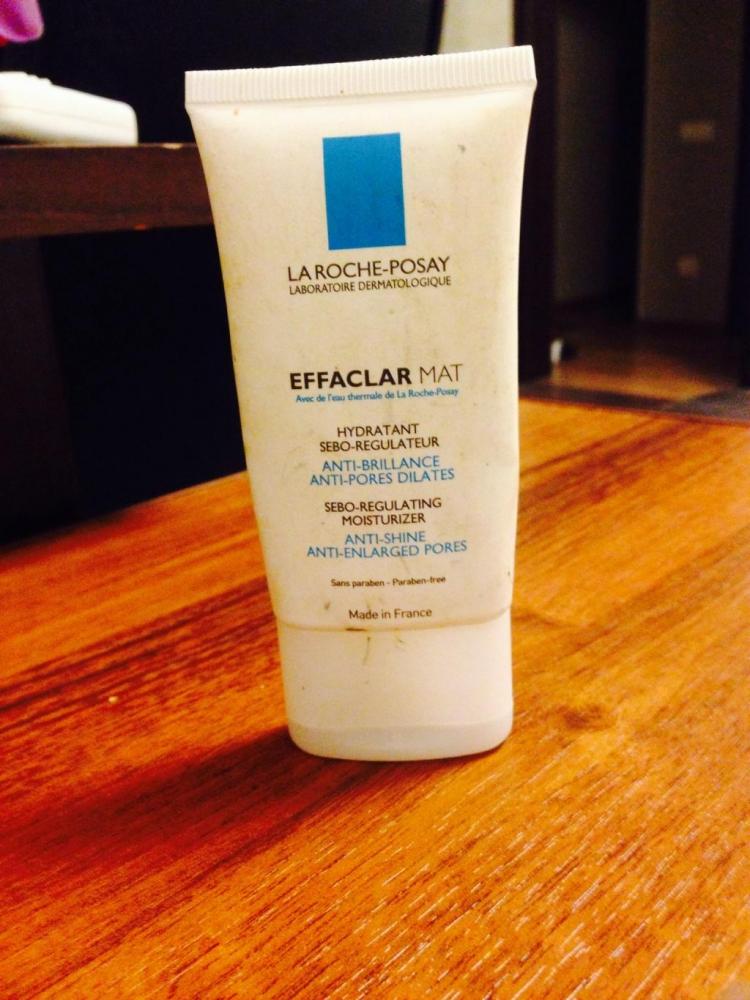 LA ROCHE-POSAY
LABORATOIRE DERMATOLOGIQUE
EFFACLAR MAT
Avec de l'eau thermale de La Roche-Posay
HYDRATANT
SEBO-REGULATEUR
ANTI-BRILLANCE
ANTI-PORES DILATES
SEBO-REGULATING
MOISTURIZER
ANTI-SHINE
ANTI-ENLARGED PORES
Sans paraben - Paraben-free
Made in France